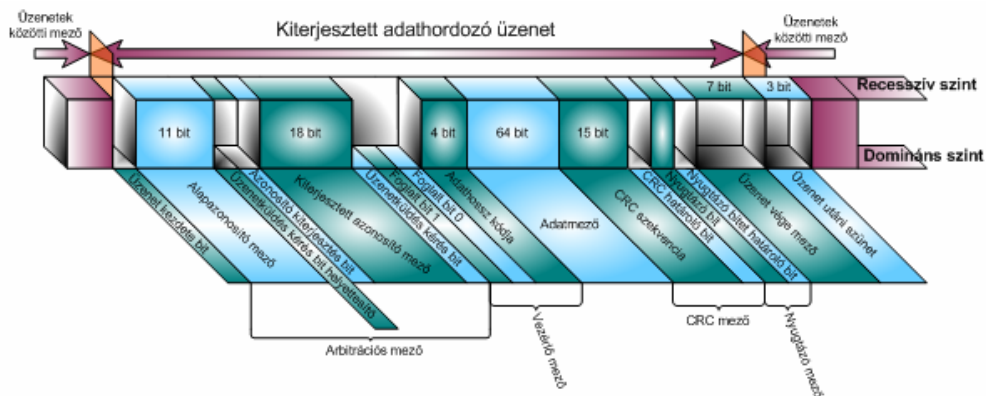 Üzenetek
közötti mező
Kiterjesztett adathordozó üzenet
Üzenetek
közötti mező
7 bit
3 bit
Recesszív szint
11 bit
18 bit
4 bit
64 bit
15 bit
Domináns szint
Üzenet kezdete bit
Alapazonosító mező
Üzenetküldés kérés bit helyettesítő
Azonosító kiterjesztés bit
Kiterjesztett azonosító mező
Üzenetküldés kérés bit
Foglalt bit 1
Foglalt bit 0
Adathossz kódja
Adatmező
CRC szekvencia
CRC határoló bit
Nyugtázó bit
Nyugtázó bitet határoló bit
Üzenet vége mező
Üzenet utáni szünet
Arbitrációs mező
Vezérlő mező
CRC mező
Nyugtázó mező